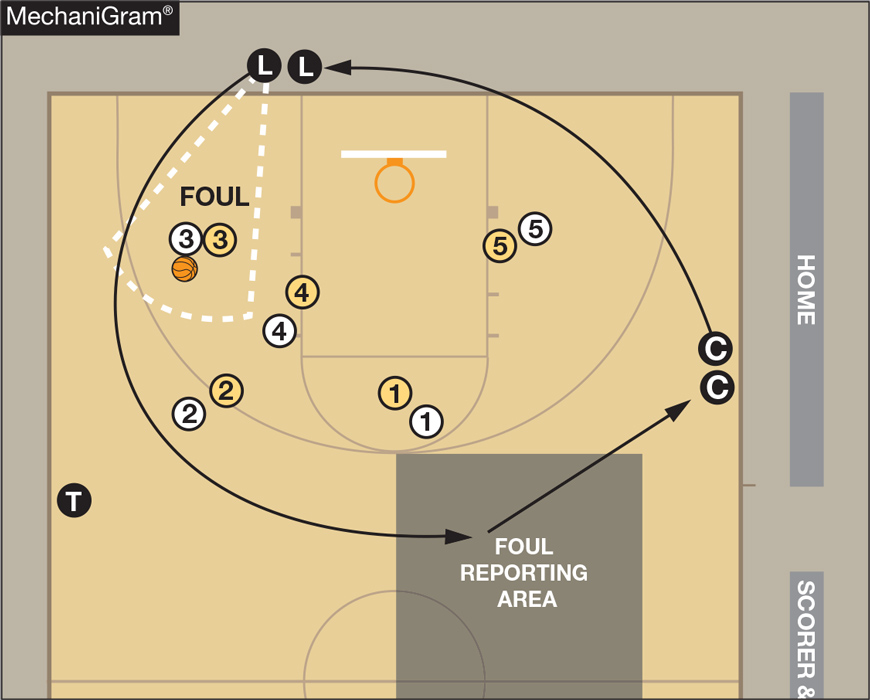 MechaniGram®
L
L
FOUL
3
3
5
5
4
4
HOME
C
C
2
2
1
1
T
FOUL
REPORTING
AREA
SCORER &